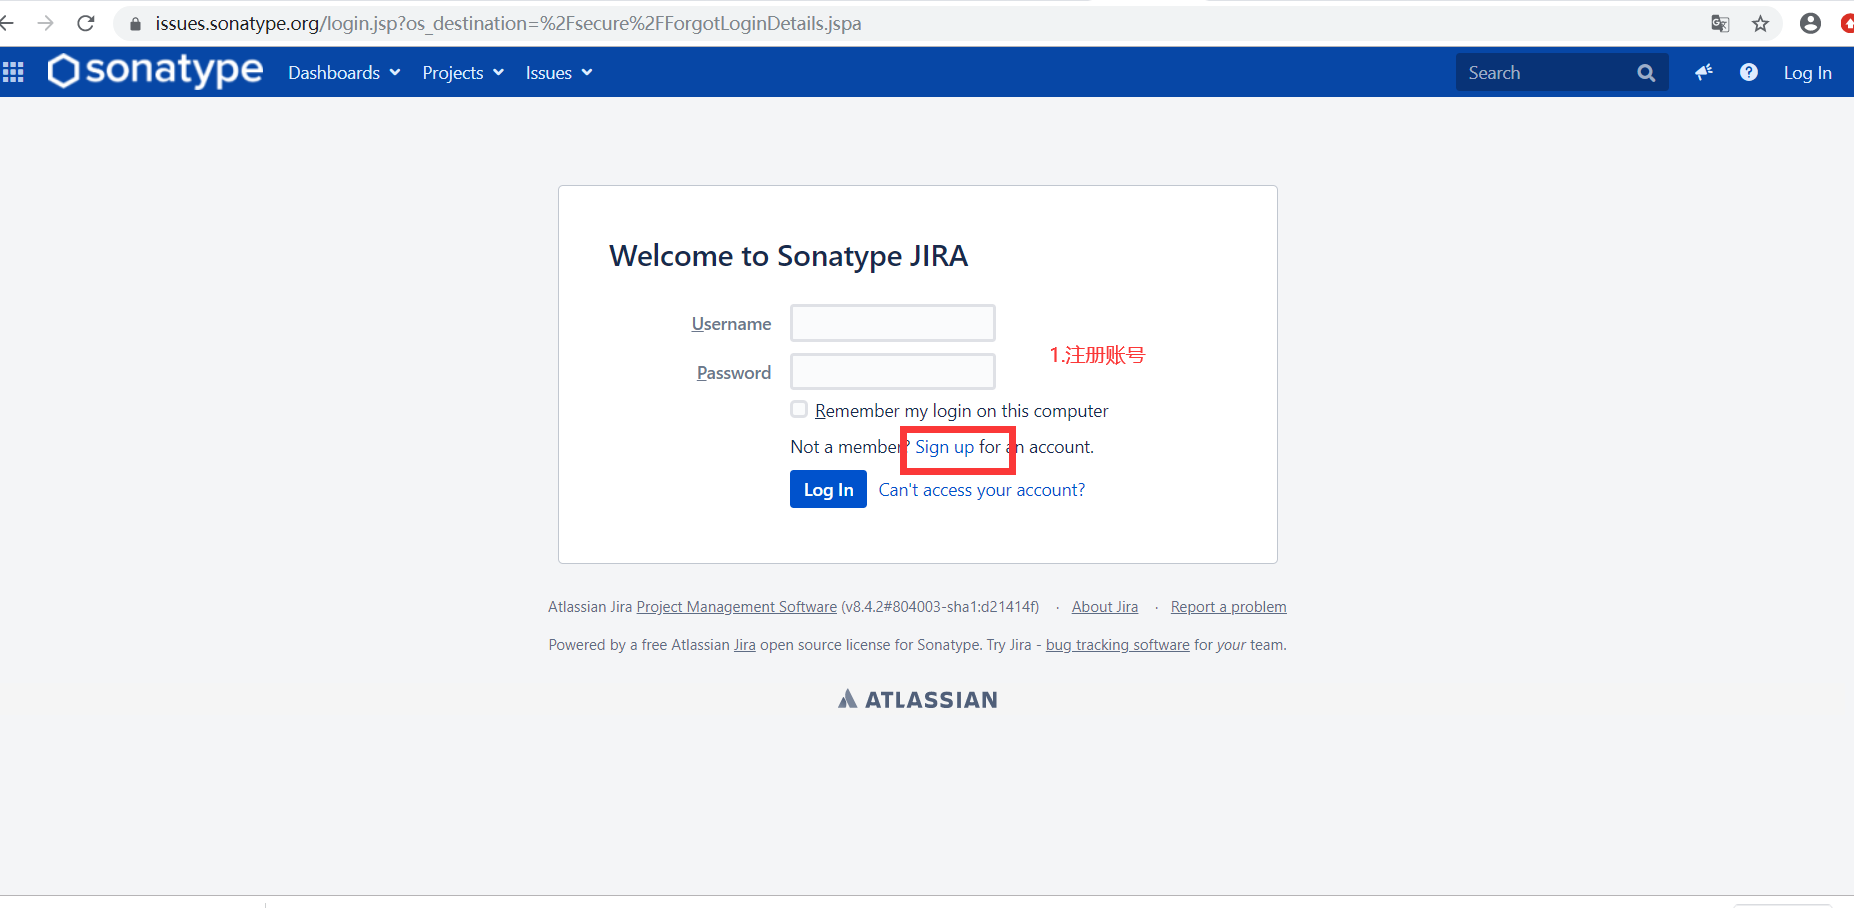 issues.sonatype.org/login.jsp?os_destination=%2Fsecure%2FForgotLoginDetails.jspa
sonatype Dashboards Projects Issues Search ? Log In
Welcome to Sonatype JIRA
Username
1.注册账号
Password
Remember my login on this computer
Not a member? Sign up for an account.
Log In Can't access your account?
Atlassian Jira Project Management Software (v8.4.2#804003-sha1:d21414f) · About Jira · Report a problem
Powered by a free Atlassian Jira open source license for Sonatype. Try Jira - bug tracking software for your team.
ATLASSIAN